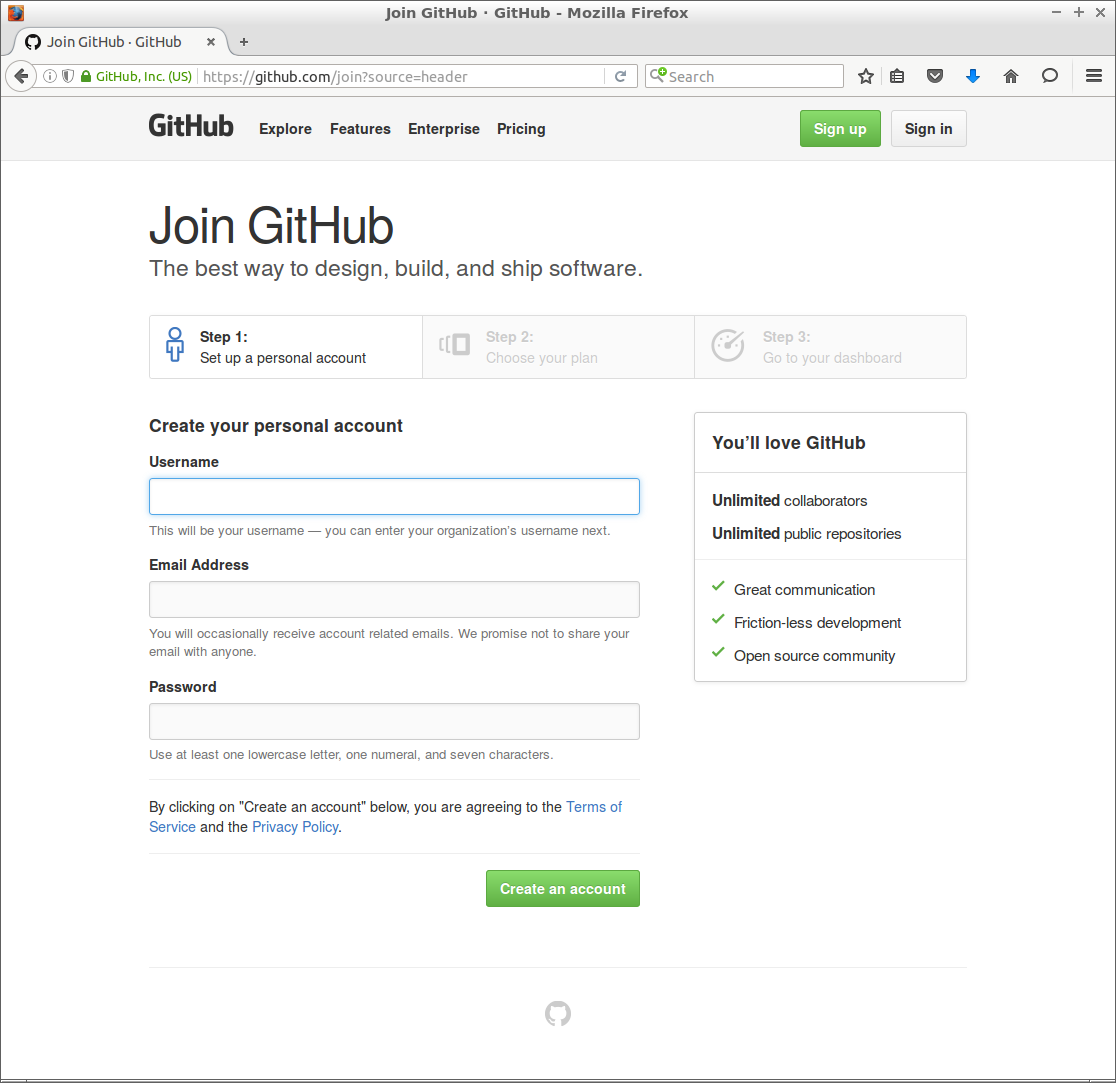 Join GitHub · GitHub - Mozilla Firefox
Join GitHub · GitHub
GitHub, Inc. (US)
https://github.com/join?source=header
Search
GitHub
Explore
Features
Enterprise
Pricing
Sign up
Sign in
Join GitHub
The best way to design, build, and ship software.
Step 1:
Set up a personal account
Step 2:
Choose your plan
Step 3:
Go to your dashboard
Create your personal account
Username
This will be your username — you can enter your organization’s username next.
Email Address
You will occasionally receive account related emails. We promise not to share your
email with anyone.
Password
Use at least one lowercase letter, one numeral, and seven characters.
By clicking on "Create an account" below, you are agreeing to the Terms of
Service and the Privacy Policy.
Create an account
You’ll love GitHub
Unlimited collaborators
Unlimited public repositories
Great communication
Friction-less development
Open source community